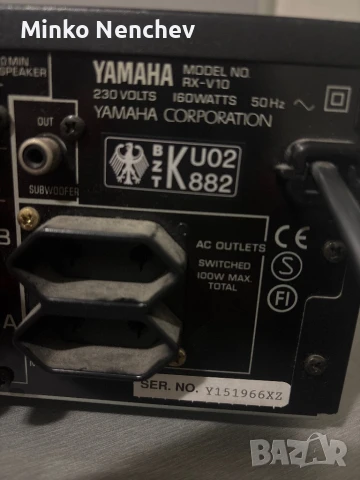 Minko Nenchev
0 MIN
SPEAKER
YAMAHA MODEL NO. RX-V10
230 VOLTS 160WATTS 50Hz
YAMAHA CORPORATION
OUT
SUBWOOFER
BZT K U02 882
B
AC OUTLETS
SWITCHED
100W MAX.
TOTAL
CE
S
FI
A
SER. NO. Y151966XZ
BAZAR